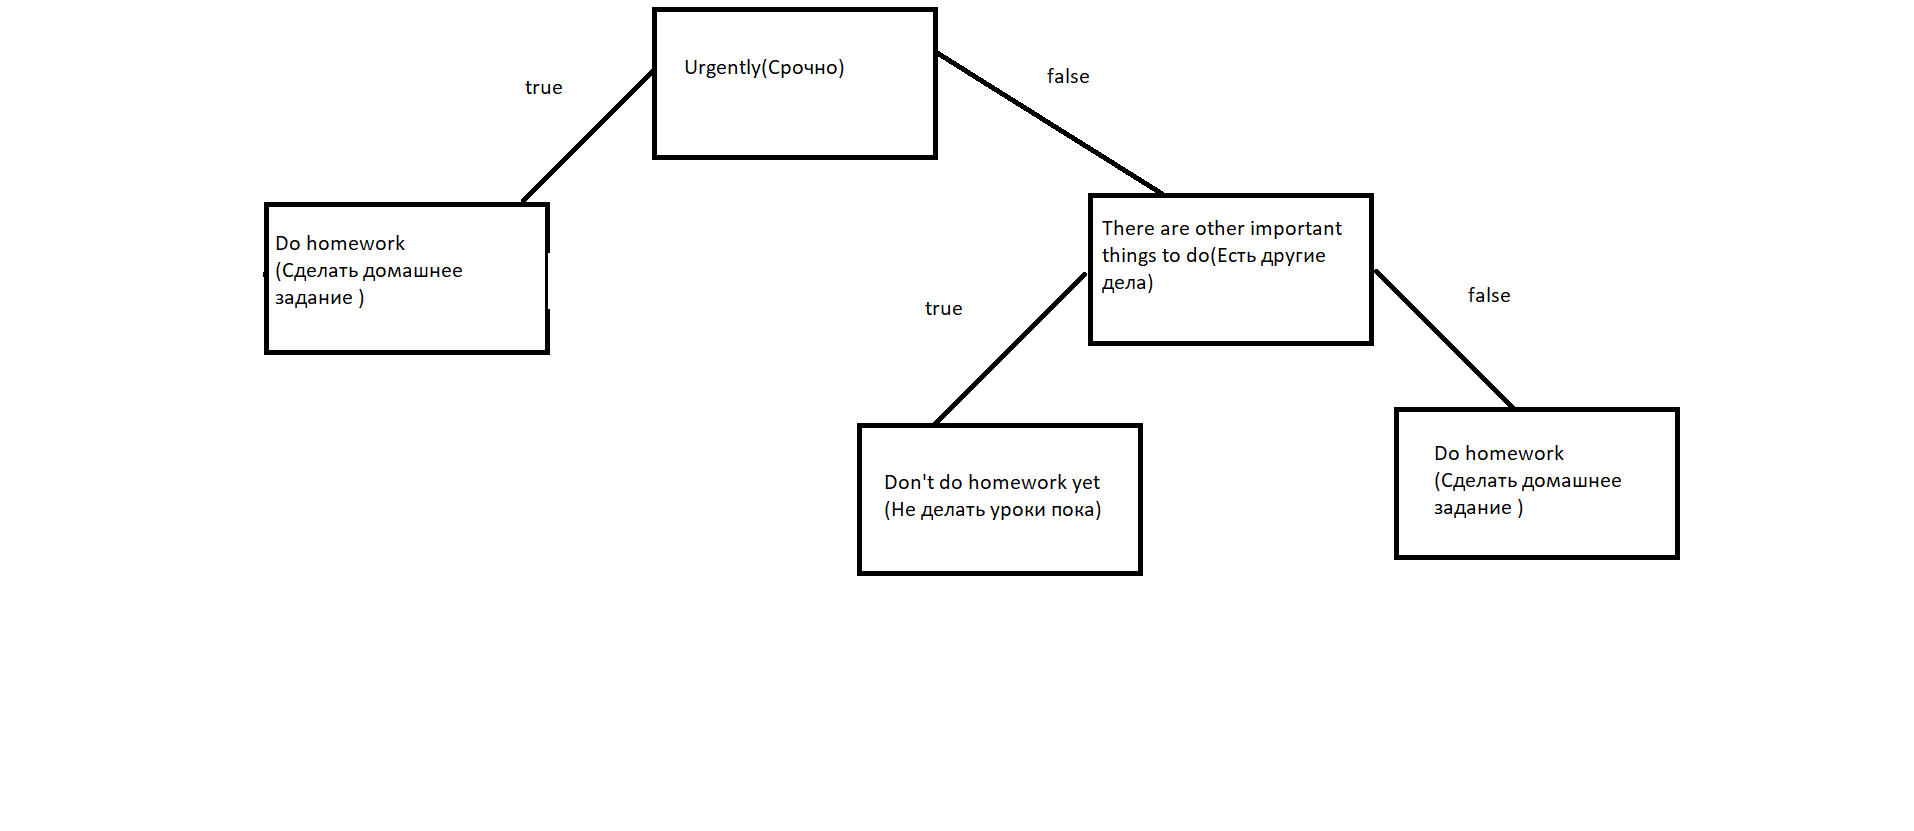 Urgently(Срочно)
true
false
Do homework
(Сделать домашнее
задание )
There are other important
things to do(Есть другие
дела)
true
false
Don't do homework yet
(Не делать уроки пока)
Do homework
(Сделать домашнее
задание )